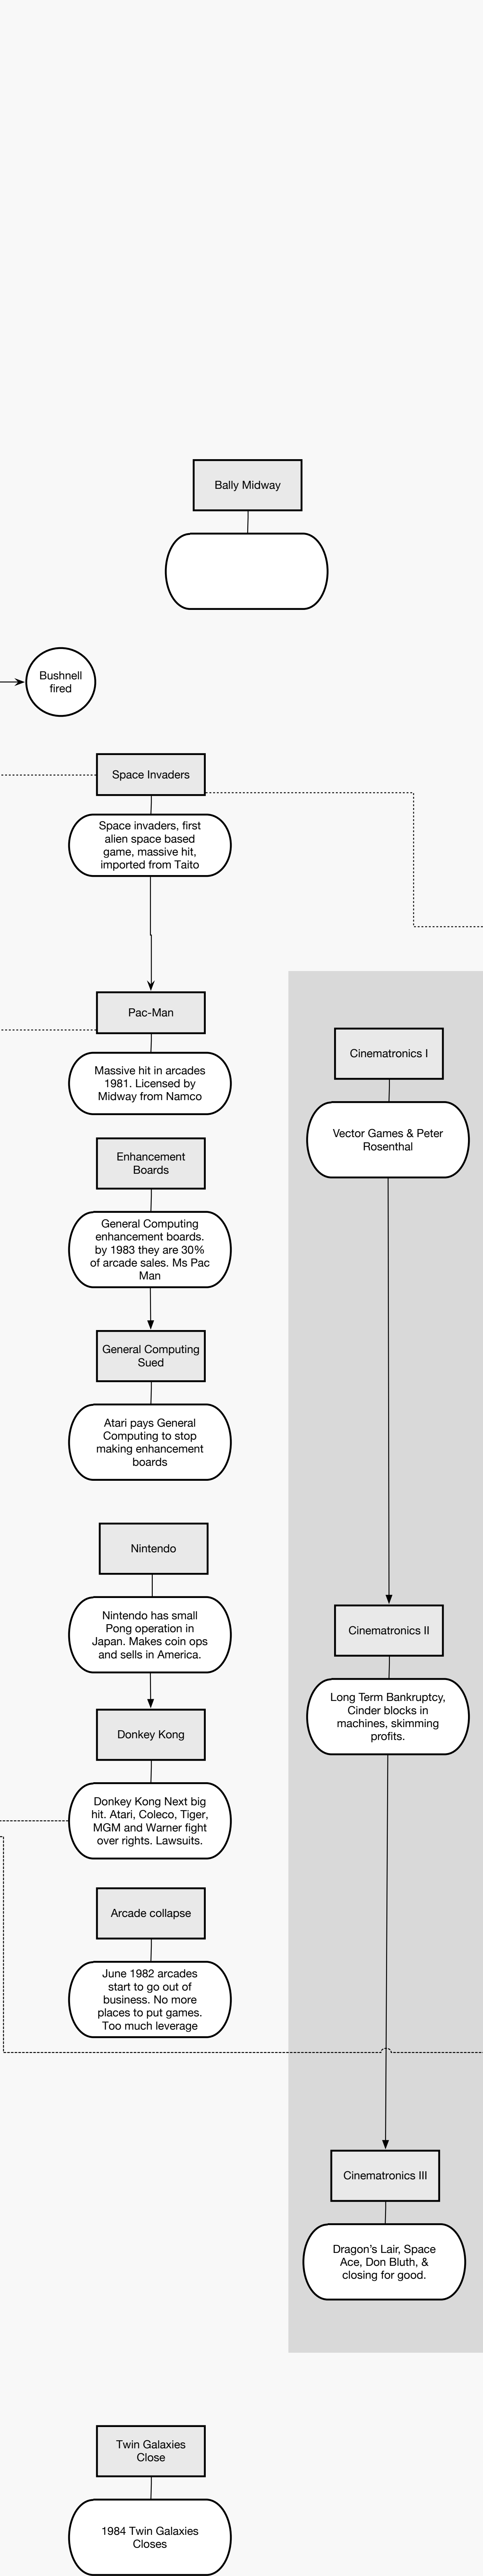 Bally Midway
Bushnell
fired
Space Invaders
Space invaders, first
alien space based
game, massive hit,
imported from Taito
Pac-Man
Massive hit in arcades
1981. Licensed by
Midway from Namco
Enhancement
Boards
General Computing
enhancement boards.
by 1983 they are 30%
of arcade sales. Ms Pac
Man
General Computing
Sued
Atari pays General
Computing to stop
making enhancement
boards
Nintendo
Nintendo has small
Pong operation in
Japan. Makes coin ops
and sells in America.
Donkey Kong
Donkey Kong Next big
hit. Atari, Coleco, Tiger,
MGM and Warner fight
over rights. Lawsuits.
Arcade collapse
June 1982 arcades
start to go out of
business. No more
places to put games.
Too much leverage
Cinematronics I
Vector Games & Peter
Rosenthal
Cinematronics II
Long Term Bankruptcy,
Cinder blocks in
machines, skimming
profits.
Cinematronics III
Dragon's Lair, Space
Ace, Don Bluth, &
closing for good.
Twin Galaxies
Close
1984 Twin Galaxies
Closes